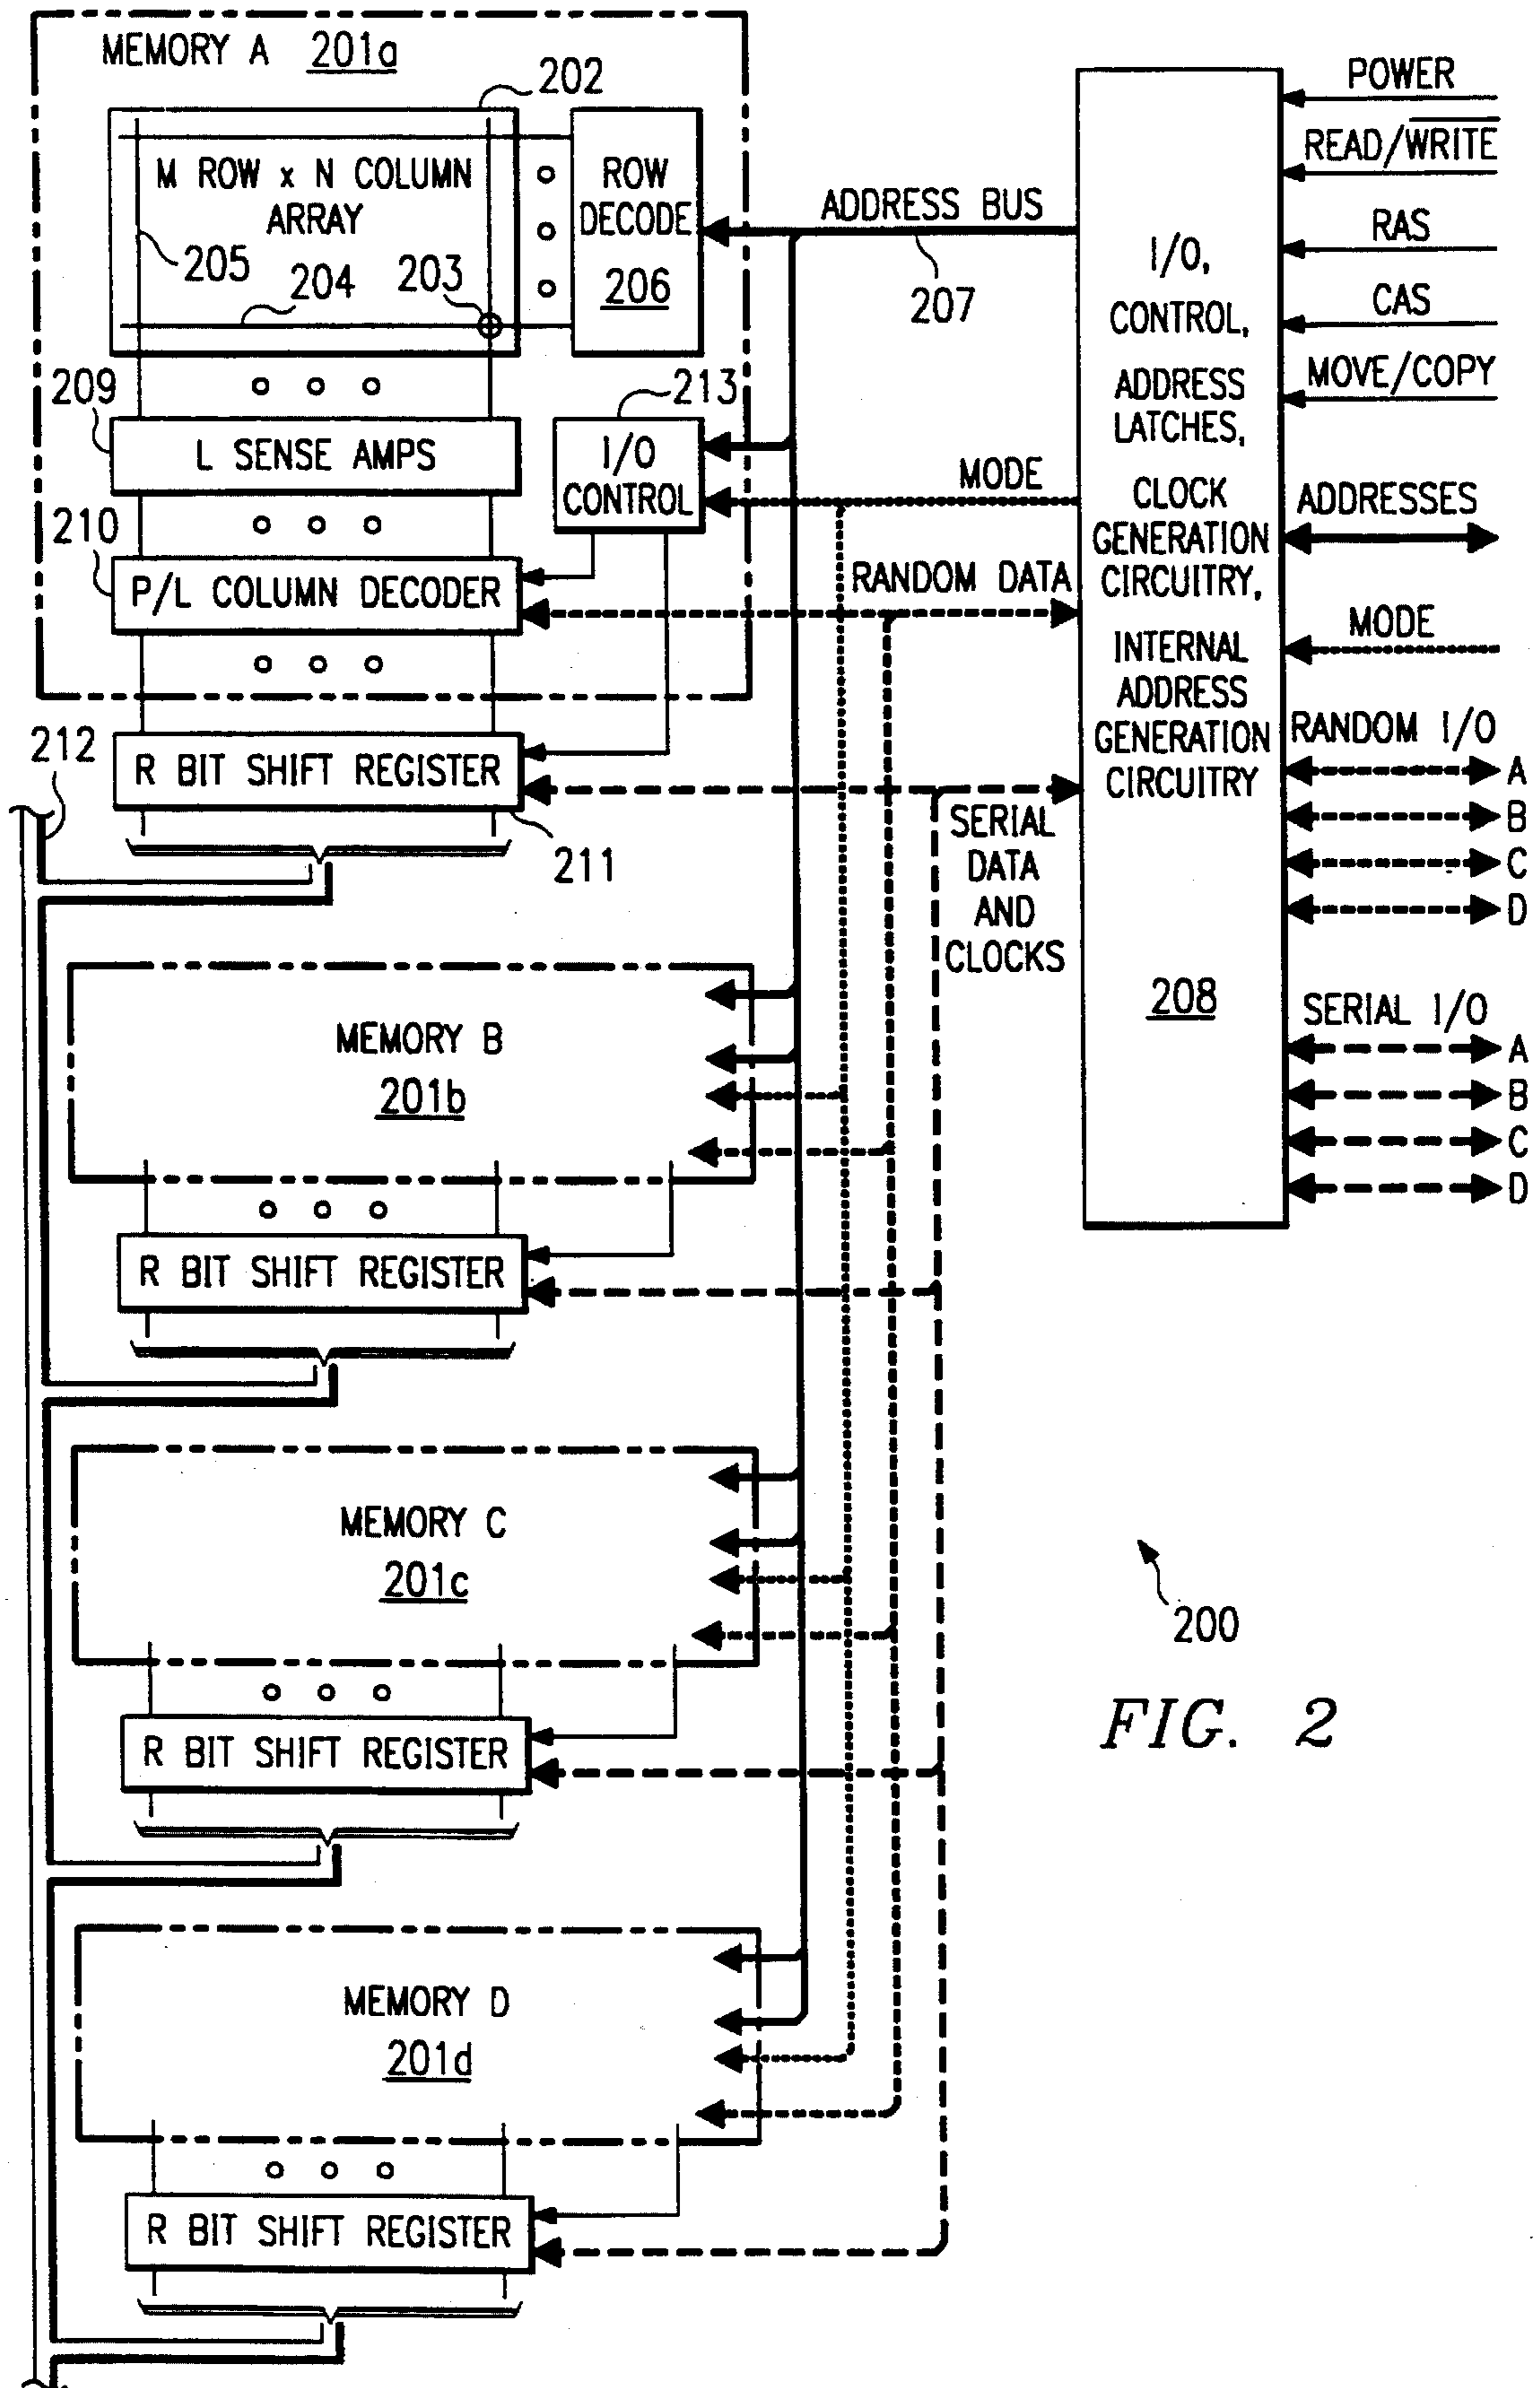 MEMORY A 201a
202
M ROW x N COLUMN
ARRAY
205
204
203
ROW
DECODE
206
209
L SENSE AMPS
213
I/O
CONTROL
210
P/L COLUMN DECODER
212
R BIT SHIFT REGISTER
211
ADDRESS BUS
207
MODE
RANDOM DATA
SERIAL
DATA
AND
CLOCKS
I/O,
CONTROL,
ADDRESS
LATCHES,
CLOCK
GENERATION
CIRCUITRY,
INTERNAL
ADDRESS
GENERATION
CIRCUITRY
208
POWER
READ/WRITE
RAS
CAS
MOVE/COPY
ADDRESSES
MODE
RANDOM I/O
A
B
C
D
SERIAL I/O
A
B
C
D
MEMORY B
201b
R BIT SHIFT REGISTER
MEMORY C
201c
R BIT SHIFT REGISTER
MEMORY D
201d
R BIT SHIFT REGISTER
200
FIG. 2